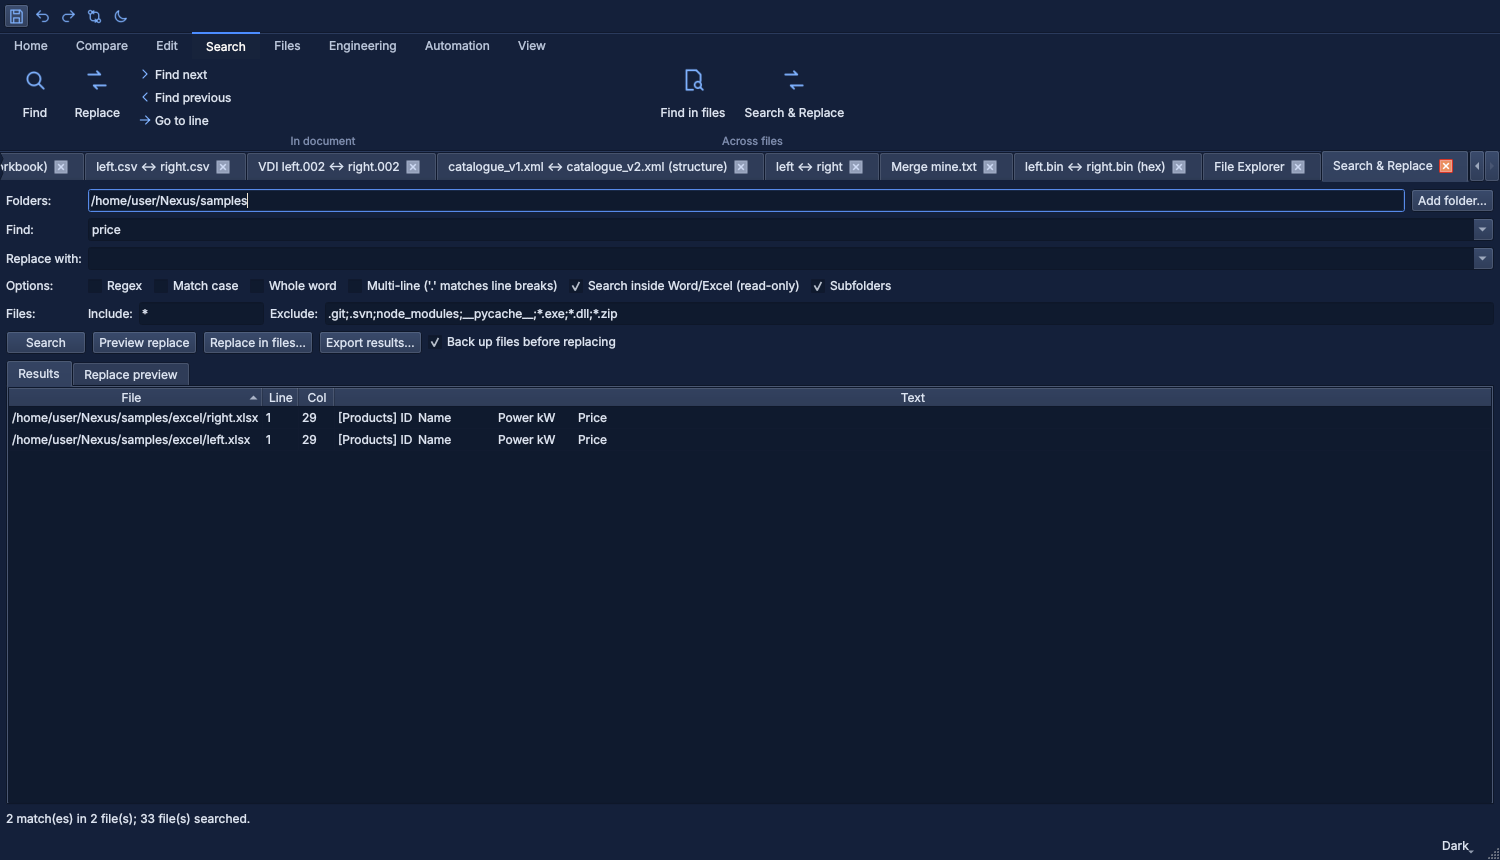 Home Compare Edit Search Files Engineering Automation View
Find Replace
Find next
Find previous
Go to line
In document
Find in files Search & Replace
Across files
rkbook) left.csv ↔ right.csv VDI left.002 ↔ right.002 catalogue_v1.xml ↔ catalogue_v2.xml (structure) left ↔ right Merge mine.txt left.bin ↔ right.bin (hex) File Explorer Search & Replace
Folders: /home/user/Nexus/samples Add folder...
Find: price
Replace with:
Options: Regex Match case Whole word Multi-line ('.' matches line breaks) Search inside Word/Excel (read-only) Subfolders
Files: Include: * Exclude: .git;.svn;node_modules;__pycache__;*.exe;*.dll;*.zip
Search Preview replace Replace in files... Export results... Back up files before replacing
Results Replace preview
File Line Col Text
/home/user/Nexus/samples/excel/right.xlsx 1 29 [Products] ID Name Power kW Price
/home/user/Nexus/samples/excel/left.xlsx 1 29 [Products] ID Name Power kW Price
2 match(es) in 2 file(s); 33 file(s) searched.
Dark